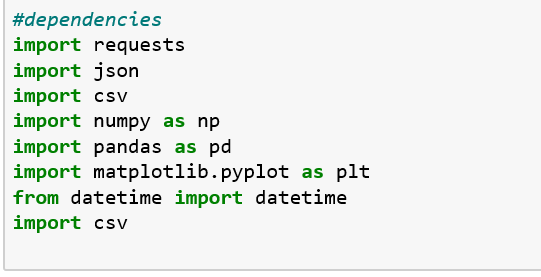 #dependencies
import requests
import json
import csv
import numpy as np
import pandas as pd
import matplotlib.pyplot as plt
from datetime import datetime
import csv